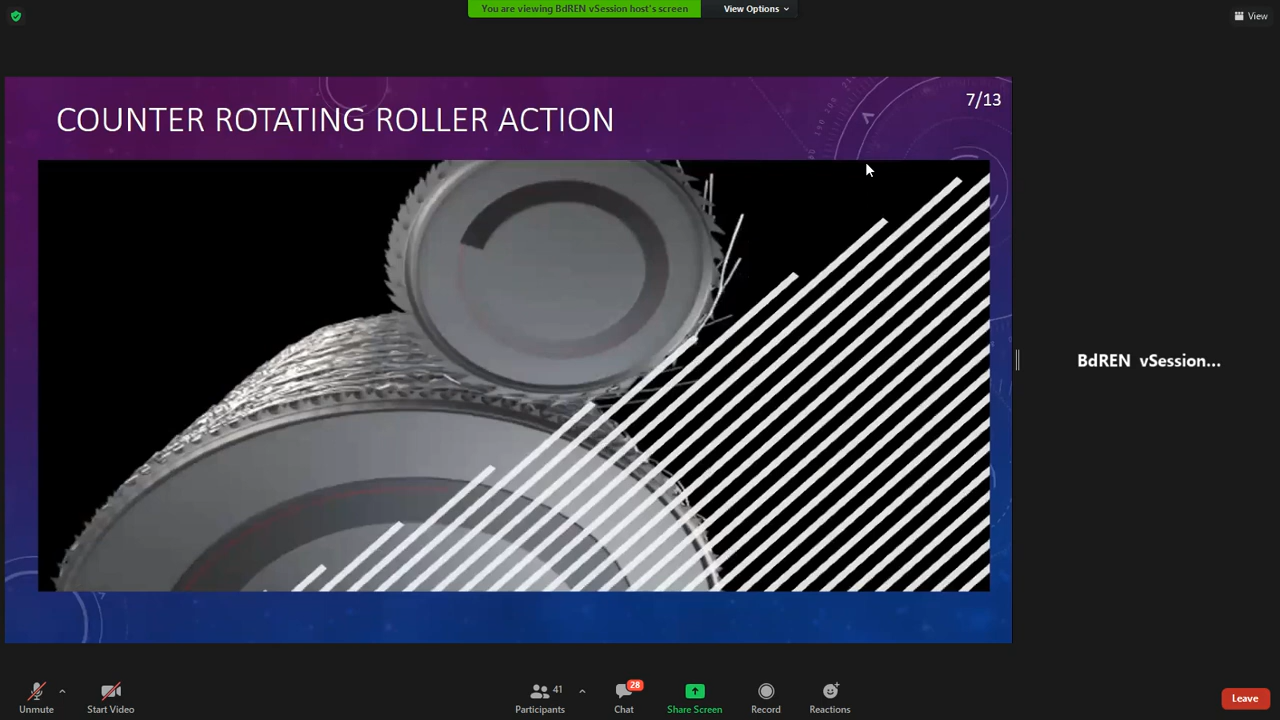 You are viewing BdREN vSession host's screen
View Options
View
COUNTER ROTATING ROLLER ACTION
7/13
BdREN vSession...
Unmute
Start Video
41
Participants
28
Chat
Share Screen
Record
Reactions
Leave